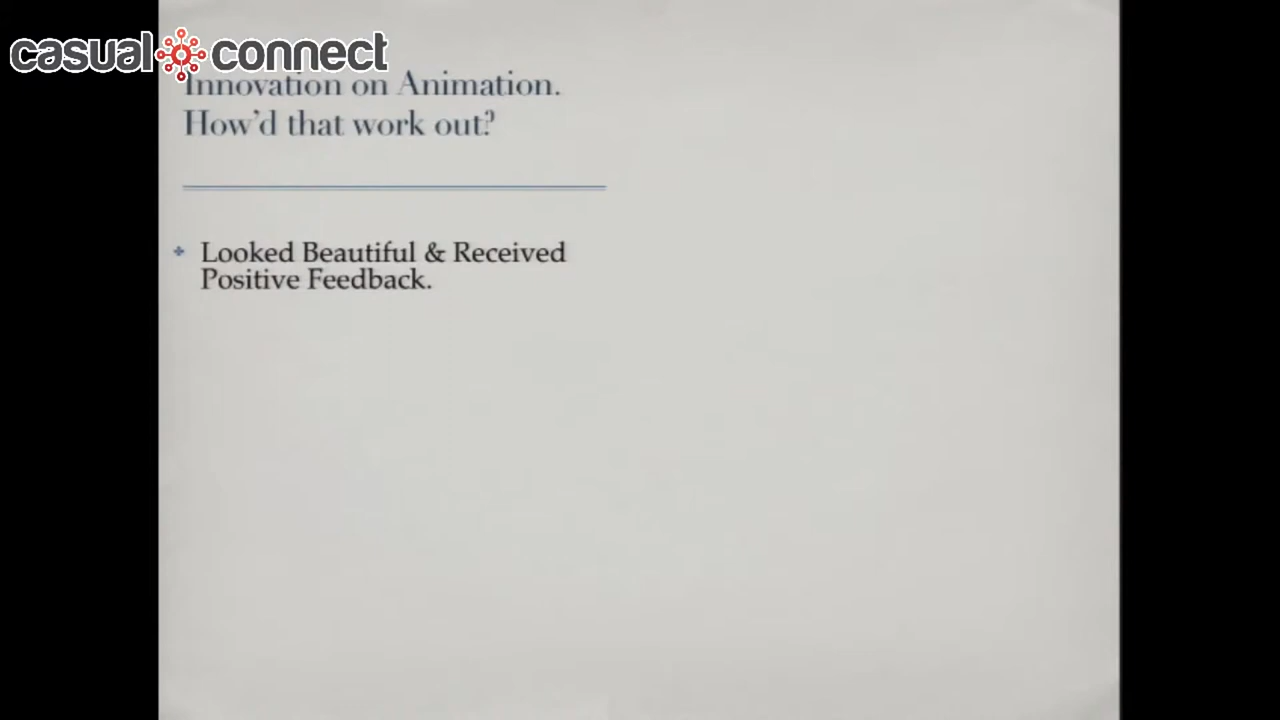 casual connect
Innovation on Animation.
How'd that work out?
Looked Beautiful & Received
Positive Feedback.